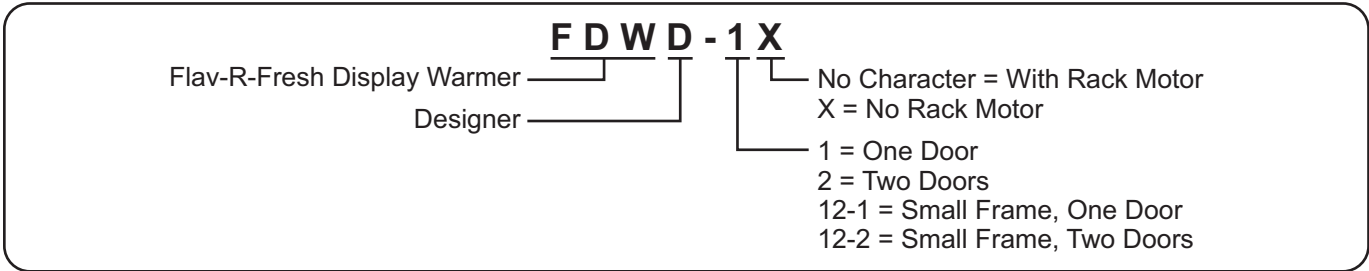 F D W D - 1 X
Flav-R-Fresh Display Warmer
Designer
No Character = With Rack Motor
X = No Rack Motor
1 = One Door
2 = Two Doors
12-1 = Small Frame, One Door
12-2 = Small Frame, Two Doors